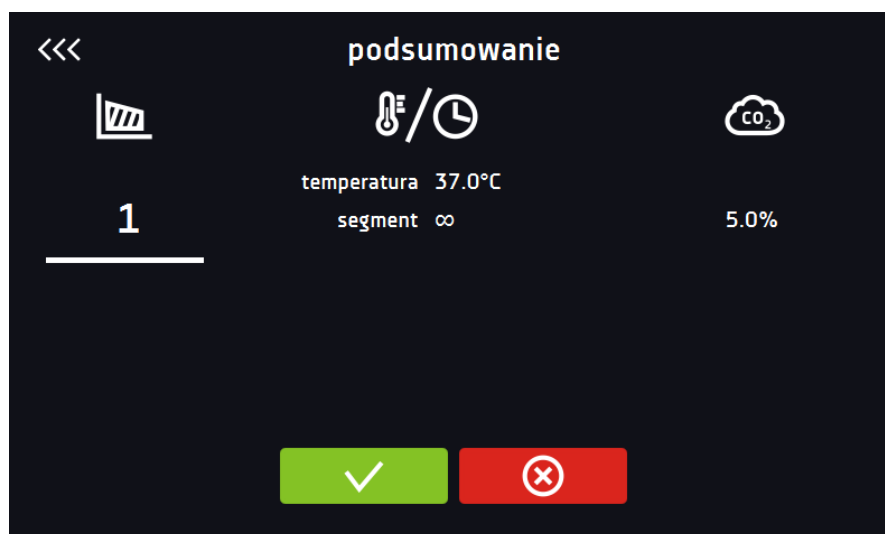 <<< podsumowanie
CO₂
temperatura 37.0°C
1 segment ∞ 5.0%